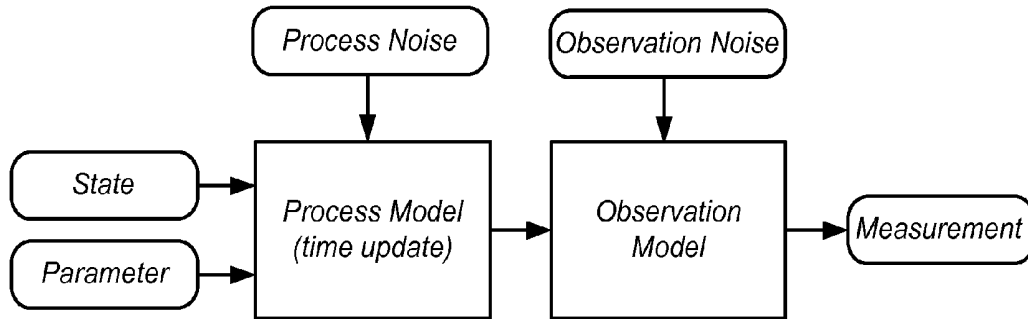 Process Noise
Observation Noise
State
Parameter
Process Model
(time update)
Observation
Model
Measurement